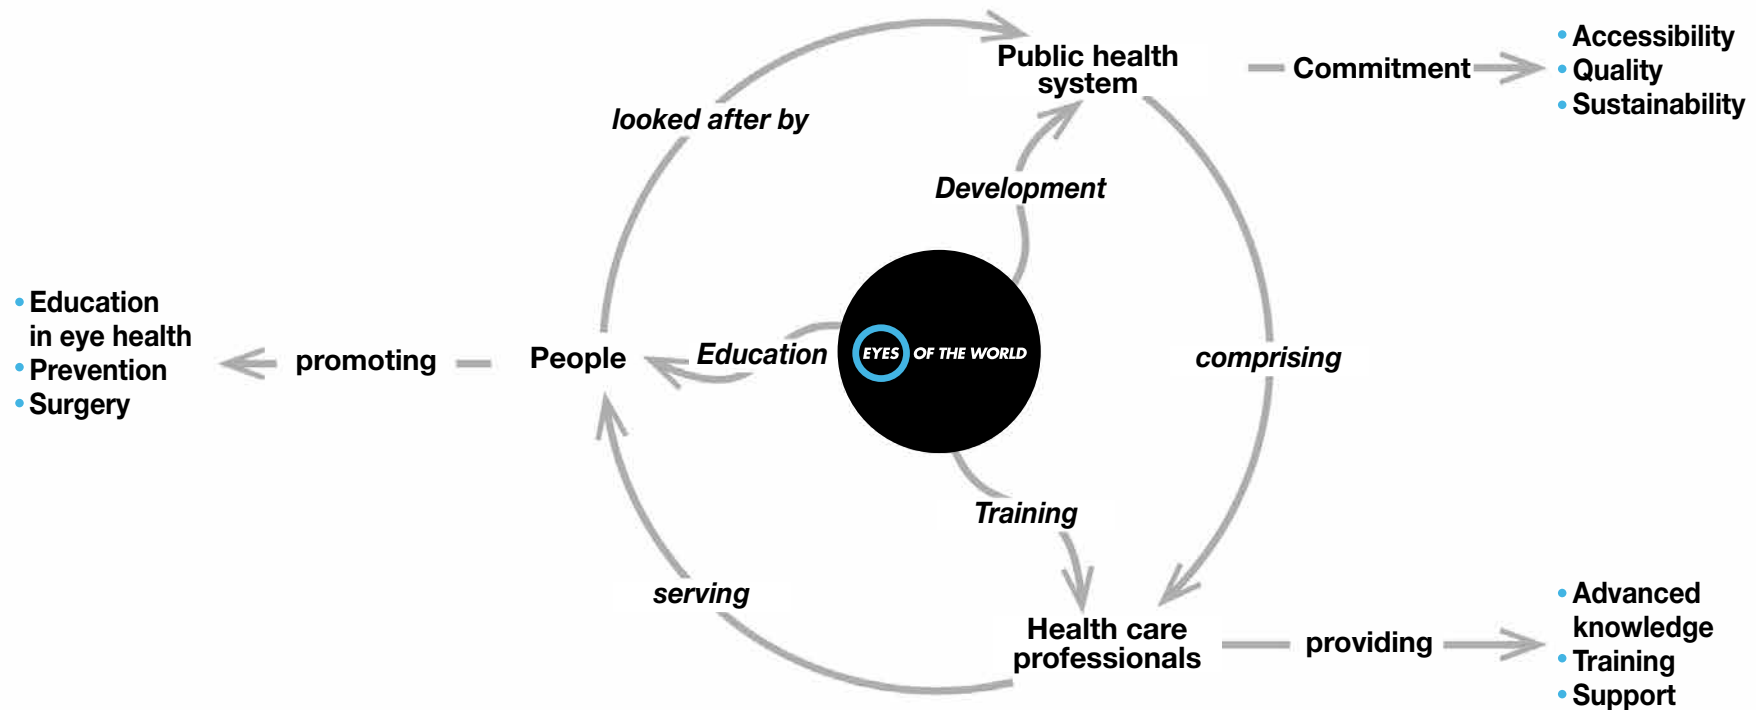 Public health
system
Commitment
• Accessibility
• Quality
• Sustainability
looked after by
Development
• Education
in eye health
• Prevention
• Surgery
promoting
People
Education
EYES OF THE WORLD
comprising
Training
serving
Health care
professionals
providing
• Advanced
knowledge
• Training
• Support